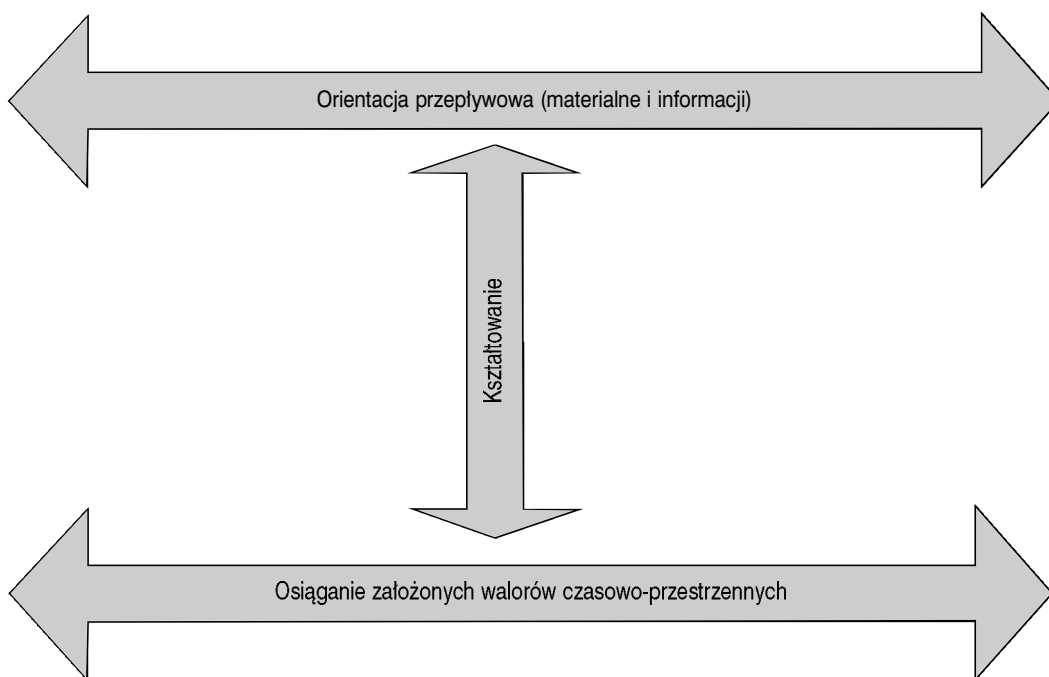 Orientacja przepływowa (materialne i informacji)
Kształtowanie
Osiąganie założonych walorów czasowo-przestrzennych